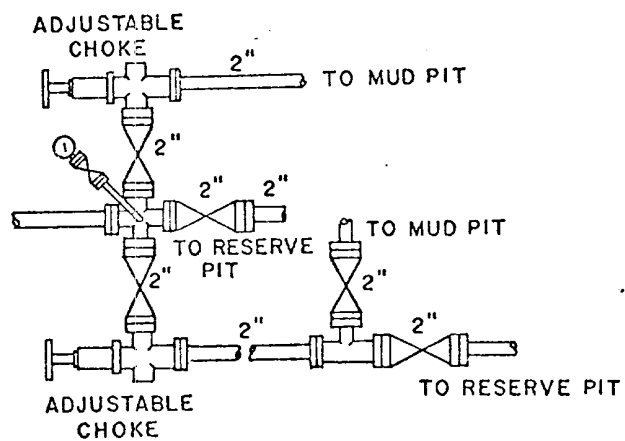 ADJUSTABLE
CHOKE
2"
TO MUD PIT
2"
1
2"
2"
TO RESERVE
PIT
TO MUD PIT
2"
2"
2"
2"
TO RESERVE PIT
ADJUSTABLE
CHOKE